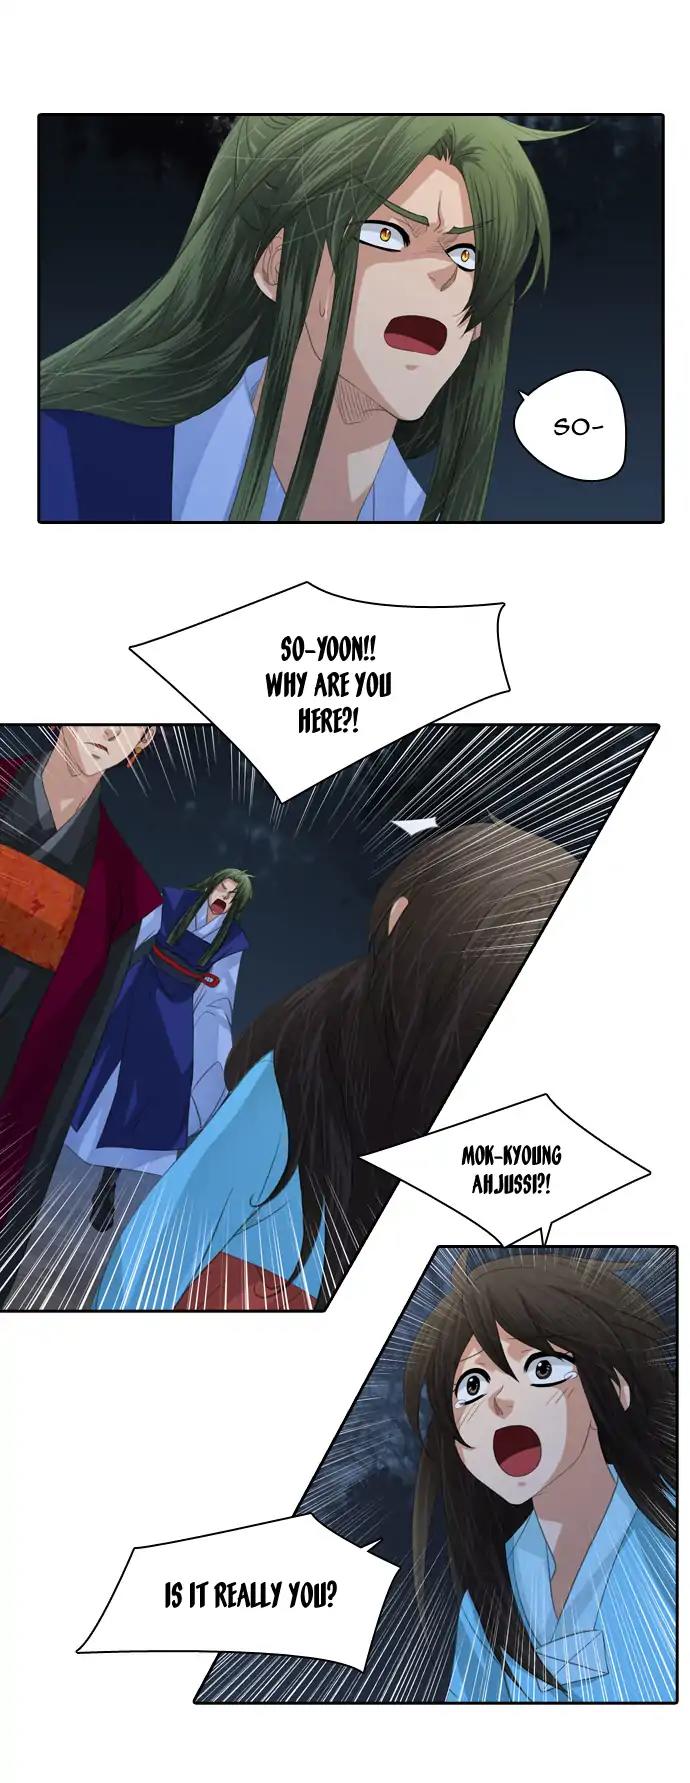 SO-
SO-YOON!!
WHY ARE YOU
HERE?!
MOK-KYOUNG
AHJUSSI?!
IS IT REALLY YOU?